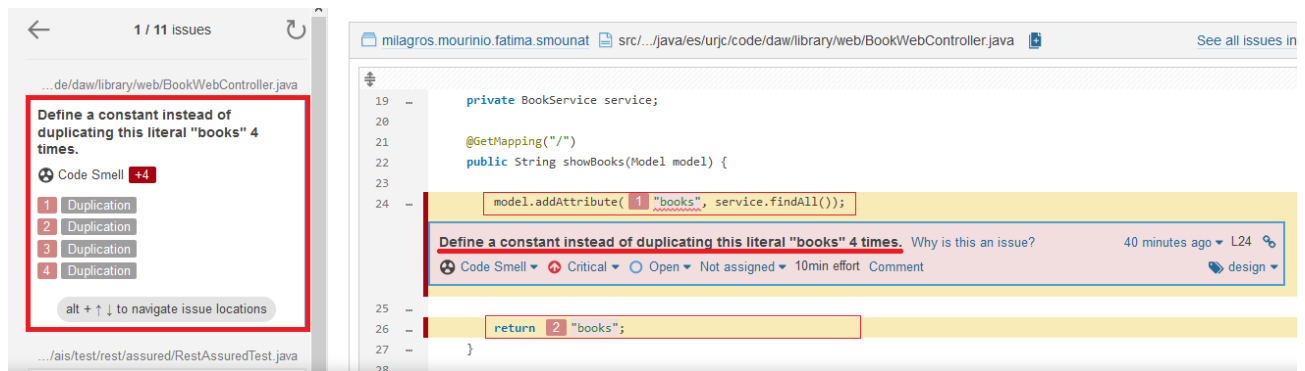 1 / 11 issues
…de/daw/library/web/BookWebController.java
Define a constant instead of
duplicating this literal "books" 4
times.
Code Smell +4
1 Duplication
2 Duplication
3 Duplication
4 Duplication
alt + ↑ ↓ to navigate issue locations
…/ais/test/rest/assured/RestAssuredTest.java
milagros.mourinio.fatima.smounat src/.../java/es/urjc/code/daw/library/web/BookWebController.java See all issues in
19 … private BookService service;
20
21 @GetMapping("/")
22 public String showBooks(Model model) {
23
24 … model.addAttribute( 1 "books", service.findAll());
Define a constant instead of duplicating this literal "books" 4 times. Why is this an issue? 40 minutes ago L24
Code Smell Critical Open Not assigned 10min effort Comment design
25 …
26 … return 2 "books";
27 … }
28